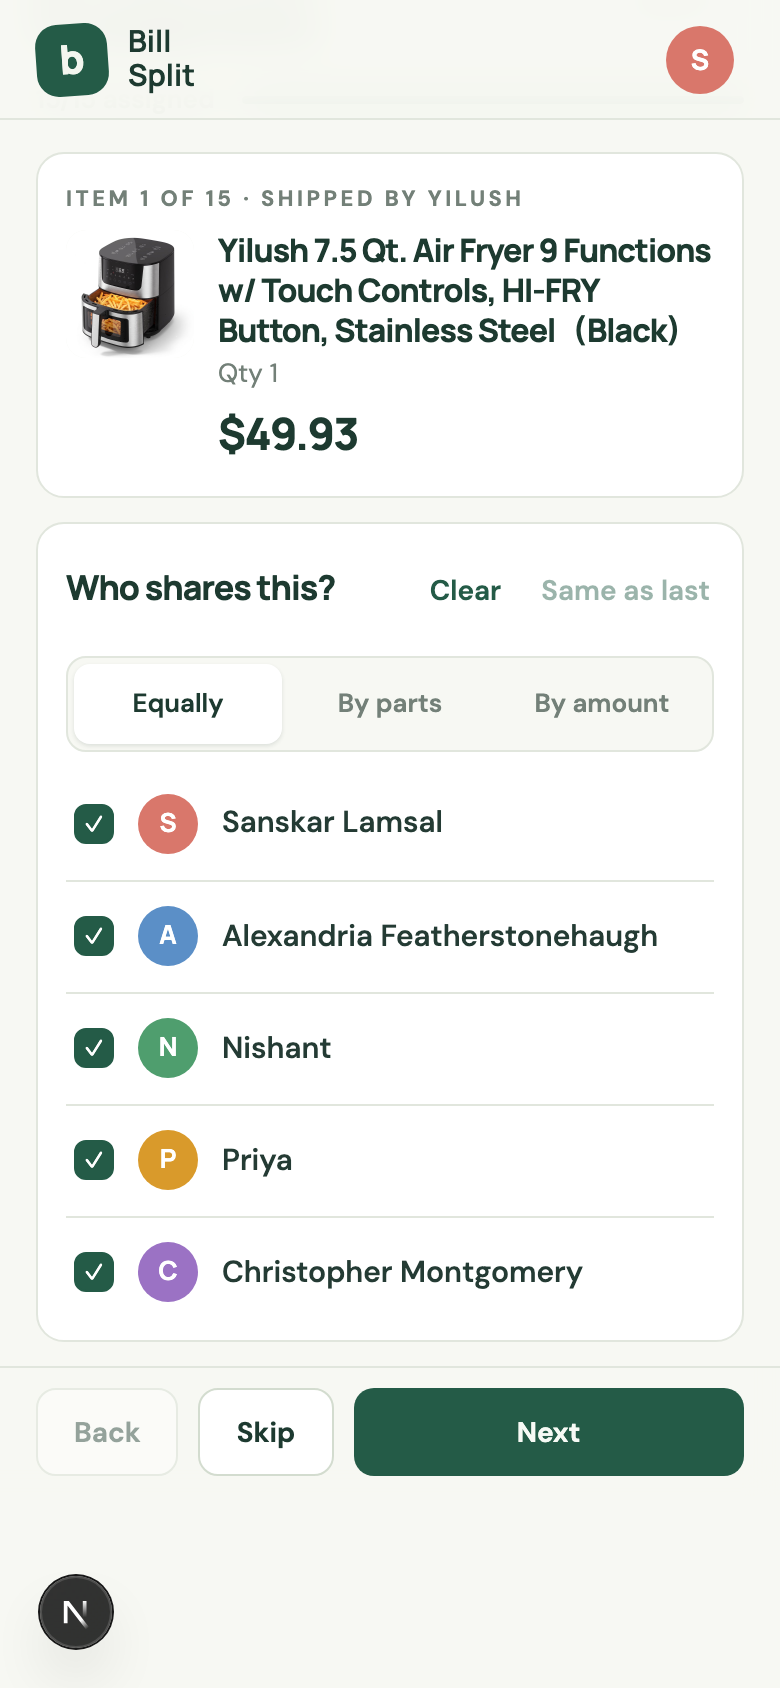 b
Bill
Split
S
ITEM 1 OF 15 · SHIPPED BY YILUSH
Yilush 7.5 Qt. Air Fryer 9 Functions
w/ Touch Controls, HI-FRY
Button, Stainless Steel （Black)
Qty 1
$49.93
Who shares this?
Clear
Same as last
Equally
By parts
By amount
S
Sanskar Lamsal
A
Alexandria Featherstonehaugh
N
Nishant
P
Priya
C
Christopher Montgomery
Back
Skip
Next
N